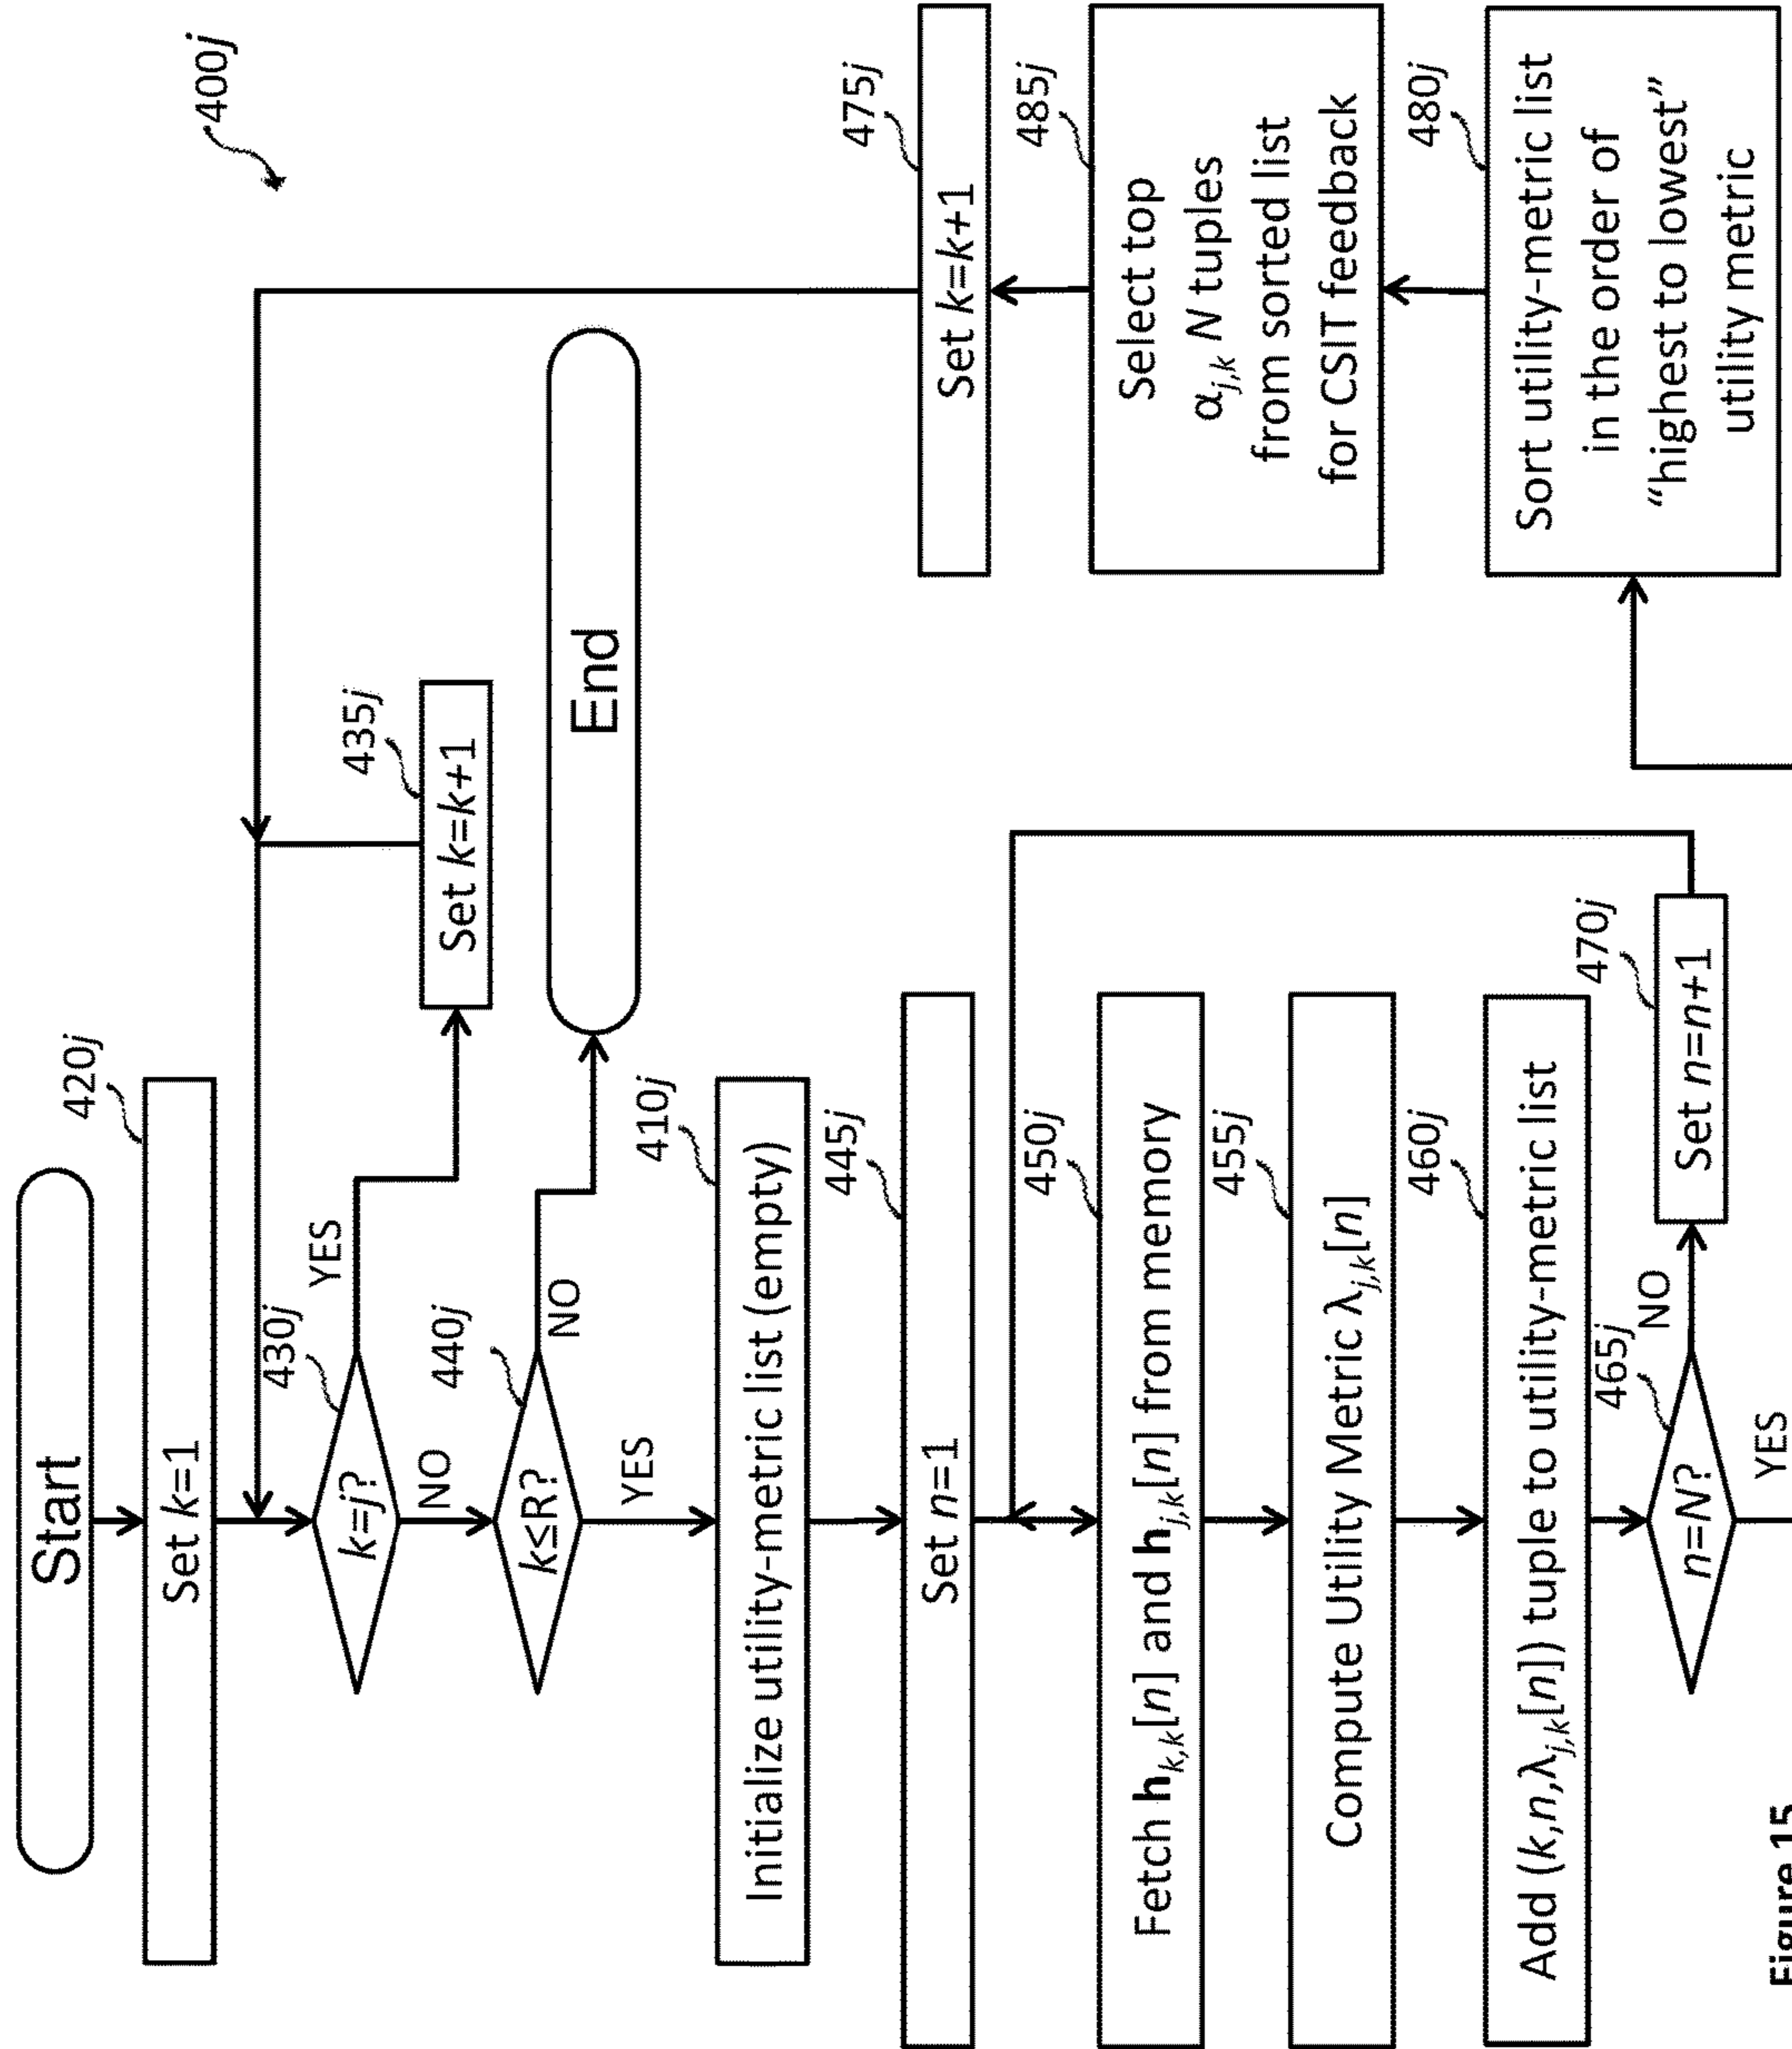 400j
Start
420j
Set k=1
430j
k=j?
YES
NO
435j
Set k=k+1
440j
k≤R?
NO
YES
End
410j
Initialize utility-metric list (empty)
445j
Set n=1
450j
Fetch h_{k,k}[n] and h_{j,k}[n] from memory
455j
Compute Utility Metric λ_{j,k}[n]
460j
Add (k,n,λ_{j,k}[n]) tuple to utility-metric list
465j
n=N?
NO
YES
470j
Set n=n+1
475j
Set k=k+1
485j
Select top
α_{j,k} N tuples
from sorted list
for CSIT feedback
480j
Sort utility-metric list
in the order of
“highest to lowest”
utility metric
Figure 15